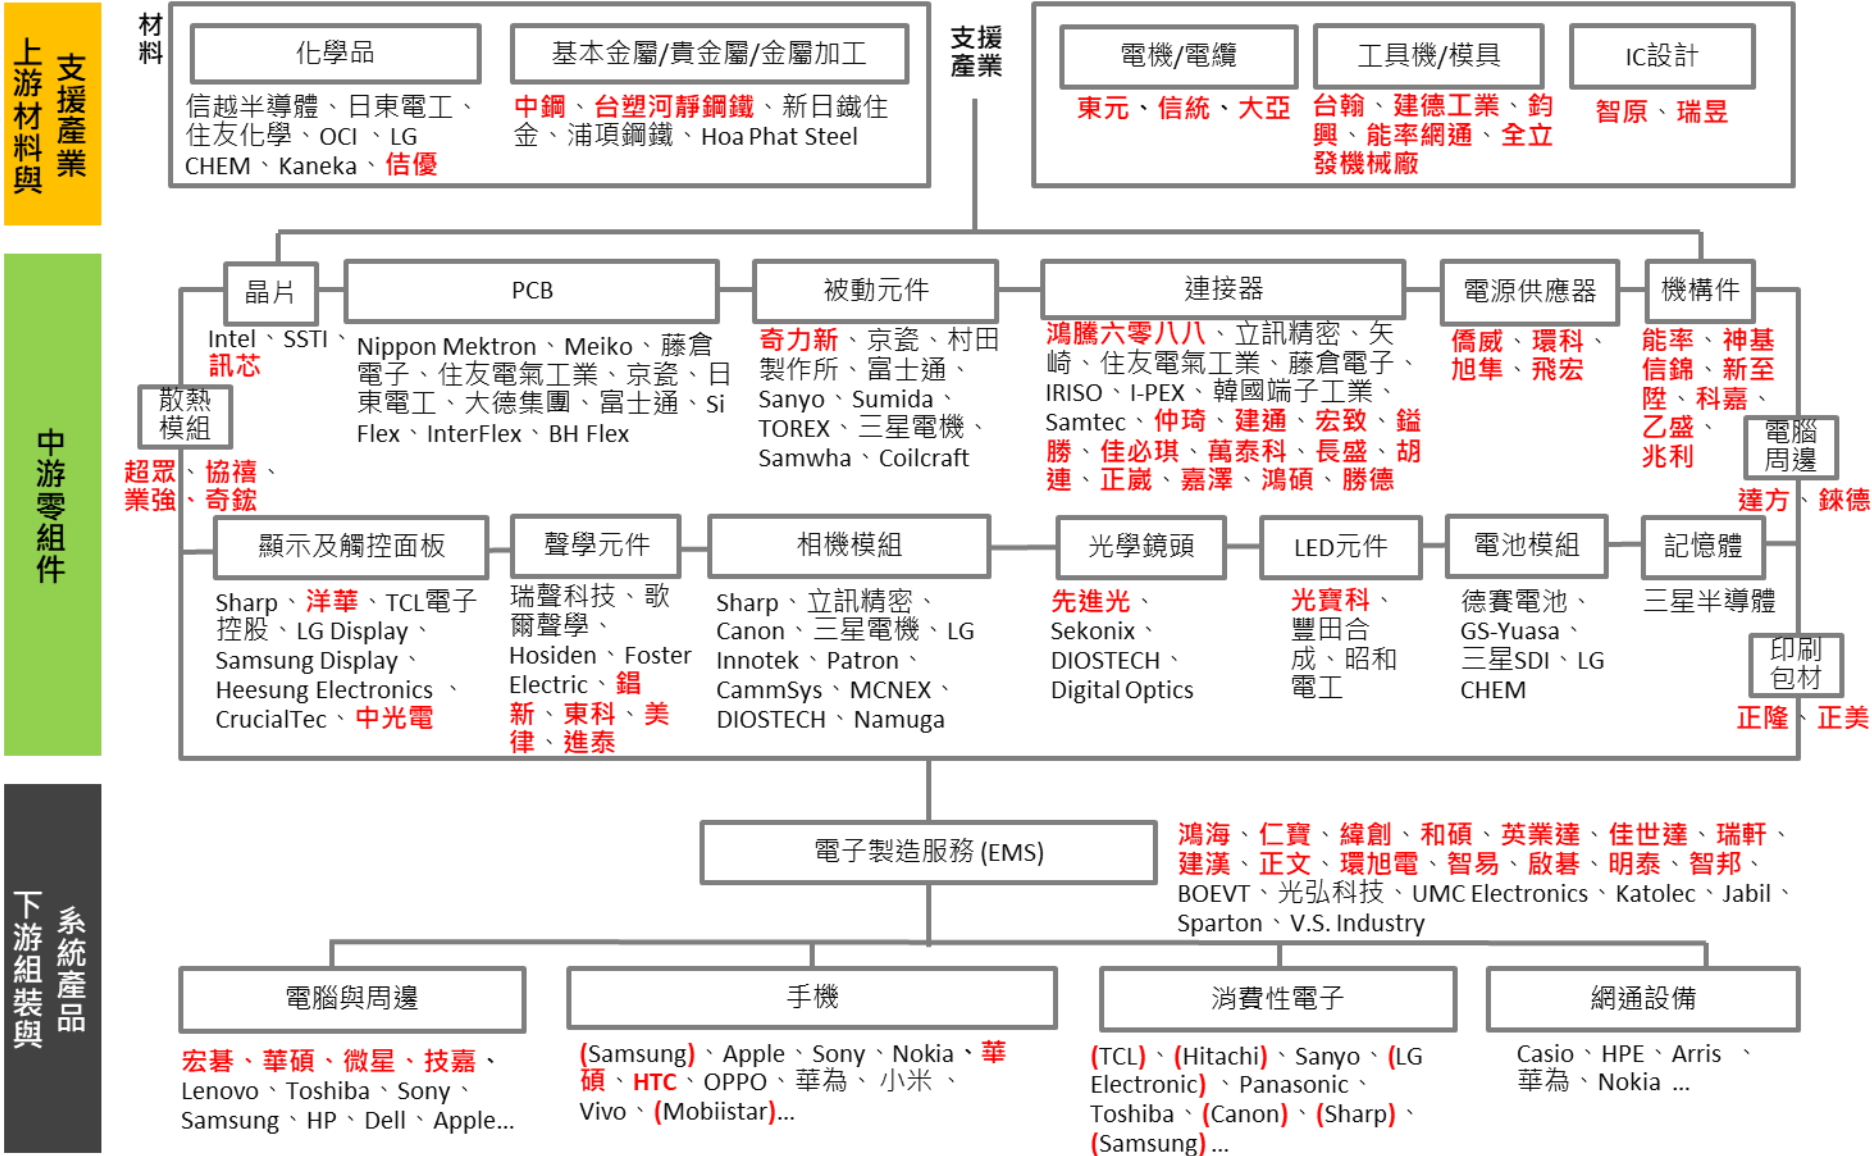 上游材料與
支援產業
材料
化學品
信越半導體、日東電工、
住友化學、OCI、LG
CHEM、Kaneka、佶優
基本金屬/貴金屬/金屬加工
中鋼、台塑河靜鋼鐵、新日鐵住
金、浦項鋼鐵、Hoa Phat Steel
支援
產業
電機/電纜
東元、信統、大亞
工具機/模具
台翰、建德工業、鈞
興、能率網通、全立
發機械廠
IC設計
智原、瑞昱
中游零組件
晶片
Intel、SSTI、
訊芯
PCB
Nippon Mektron、Meiko、藤倉
電子、住友電氣工業、京瓷、日
東電工、大德集團、富士通、Si
Flex、InterFlex、BH Flex
被動元件
奇力新、京瓷、村田
製作所、富士通、
Sanyo、Sumida、
TOREX、三星電機、
Samwha、Coilcraft
連接器
鴻騰六零八八、立訊精密、矢
崎、住友電氣工業、藤倉電子、
IRISO、I-PEX、韓國端子工業、
Samtec、仲琦、建通、宏致、鎰
勝、佳必琪、萬泰科、長盛、胡
連、正崴、嘉澤、鴻碩、勝德
電源供應器
僑威、環科、
旭隼、飛宏
機構件
能率、神基
信錦、新至
陞、科嘉、
乙盛、
兆利
散熱
模組
超眾、協禧、
業強、奇鋐
電腦
周邊
達方、錸德
顯示及觸控面板
Sharp、洋華、TCL電子
控股、LG Display、
Samsung Display、
Heesung Electronics、
CrucialTec、中光電
聲學元件
瑞聲科技、歌
爾聲學、
Hosiden、Foster
Electric、錩
新、東科、美
律、進泰
相機模組
Sharp、立訊精密、
Canon、三星電機、LG
Innotek、Patron、
CammSys、MCNEX、
DIOSTECH、Namuga
光學鏡頭
先進光、
Sekonix、
DIOSTECH、
Digital Optics
LED元件
光寶科、
豐田合
成、昭和
電工
電池模組
德賽電池、
GS-Yuasa、
三星SDI、LG
CHEM
記憶體
三星半導體
印刷
包材
正隆、正美
下游組裝與
系統產品
電子製造服務 (EMS)
鴻海、仁寶、緯創、和碩、英業達、佳世達、瑞軒、
建漢、正文、環旭電、智易、啟碁、明泰、智邦、
BOEVT、光弘科技、UMC Electronics、Katolec、Jabil、
Sparton、V.S. Industry
電腦與周邊
宏碁、華碩、微星、技嘉、
Lenovo、Toshiba、Sony、
Samsung、HP、Dell、Apple...
手機
(Samsung)、Apple、Sony、Nokia、華
碩、HTC、OPPO、華為、小米、
Vivo、(Mobiistar)...
消費性電子
(TCL)、(Hitachi)、Sanyo、(LG
Electronic)、Panasonic、
Toshiba、(Canon)、(Sharp)、
(Samsung) ...
網通設備
Casio、HPE、Arris、
華為、Nokia ...